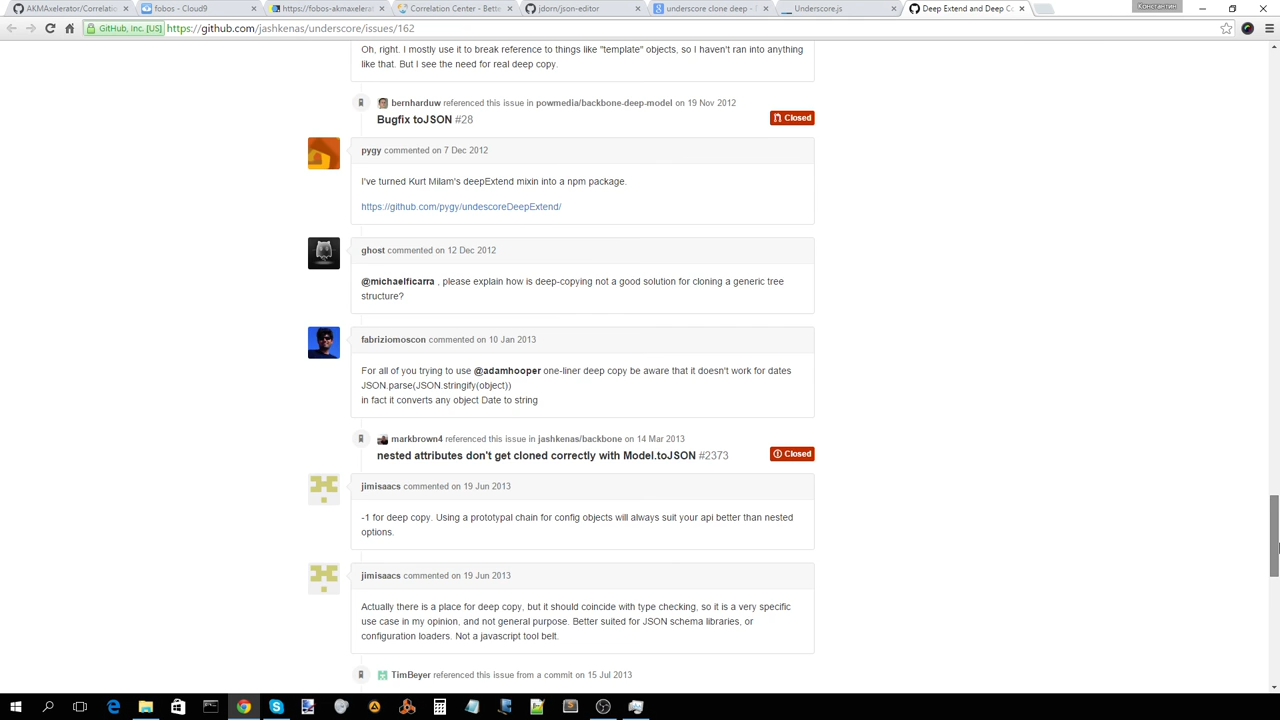 AKMAxelerator/Correlatio
fobos - Cloud9
https://fobos-akmaxelerat
Correlation Center - Bette
jdorn/json-editor
underscore clone deep -
Underscore.js
Deep Extend and Deep Co
Константин
GitHub, Inc. [US]
https://github.com/jashkenas/underscore/issues/162
Oh, right. I mostly use it to break reference to things like "template" objects, so I haven't ran into anything
like that. But I see the need for real deep copy.
bernharduw referenced this issue in powmedia/backbone-deep-model on 19 Nov 2012
Bugfix toJSON #28
Closed
pygy commented on 7 Dec 2012
I've turned Kurt Milam's deepExtend mixin into a npm package.
https://github.com/pygy/undescoreDeepExtend/
ghost commented on 12 Dec 2012
@michaelficarra , please explain how is deep-copying not a good solution for cloning a generic tree
structure?
fabriziomoscon commented on 10 Jan 2013
For all of you trying to use @adamhooper one-liner deep copy be aware that it doesn't work for dates
JSON.parse(JSON.stringify(object))
in fact it converts any object Date to string
markbrown4 referenced this issue in jashkenas/backbone on 14 Mar 2013
nested attributes don't get cloned correctly with Model.toJSON #2373
Closed
jimisaacs commented on 19 Jun 2013
-1 for deep copy. Using a prototypal chain for config objects will always suit your api better than nested
options.
jimisaacs commented on 19 Jun 2013
Actually there is a place for deep copy, but it should coincide with type checking, so it is a very specific
use case in my opinion, and not general purpose. Better suited for JSON schema libraries, or
configuration loaders. Not a javascript tool belt.
TimBeyer referenced this issue from a commit on 15 Jul 2013